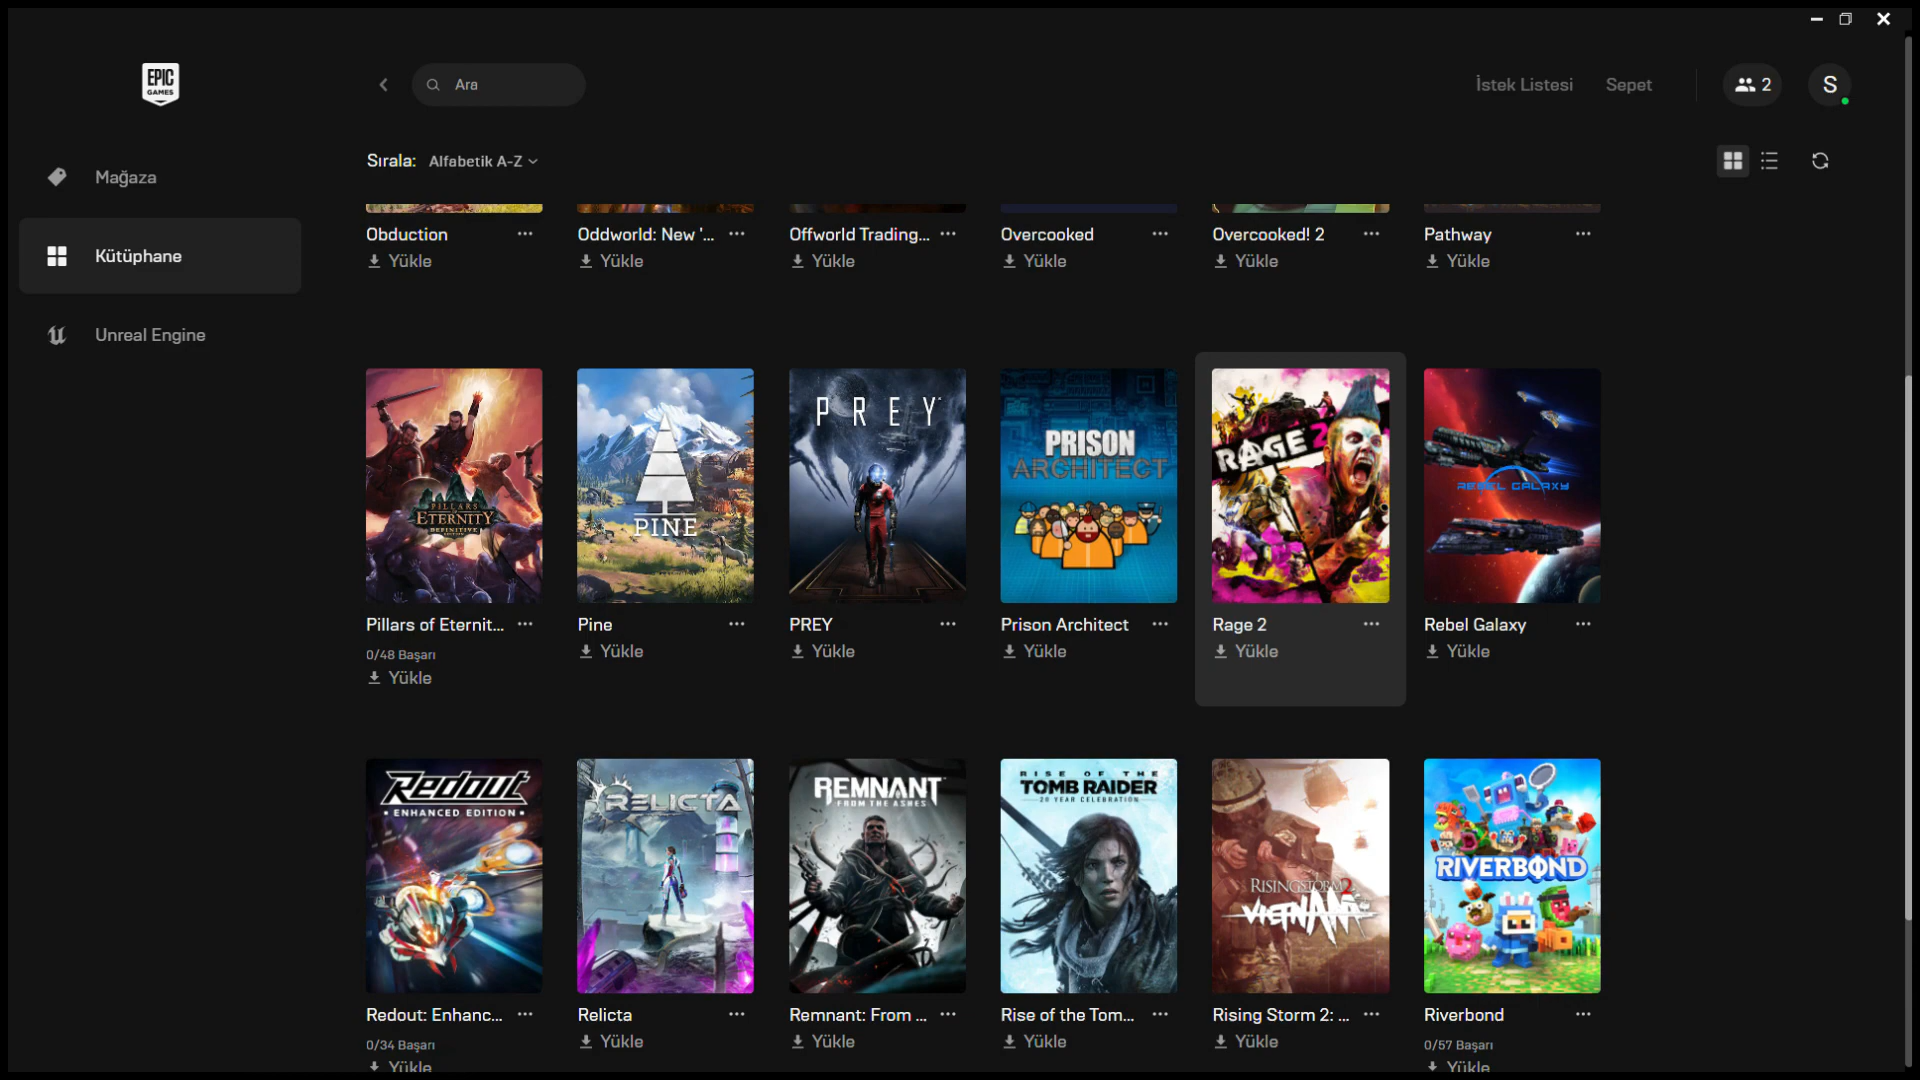 EPIC
GAMES
Ara
İstek Listesi
Sepet
2
S
Sırala: Alfabetik A-Z
Mağaza
Kütüphane
Unreal Engine
Obduction ...
Yükle
Oddworld: New '... ...
Yükle
Offworld Trading... ...
Yükle
Overcooked ...
Yükle
Overcooked! 2 ...
Yükle
Pathway ...
Yükle
PILLARS
OF
ETERNITY
DEFINITIVE
EDITION
Pillars of Eternit... ...
0/48 Başarı
Yükle
PINE
Pine ...
Yükle
PREY
PREY ...
Yükle
PRISON
ARCHITECT
Prison Architect ...
Yükle
RAGE 2
Rage 2 ...
Yükle
REBEL GALAXY
Rebel Galaxy ...
Yükle
Redout
ENHANCED EDITION
Redout: Enhanc... ...
0/34 Başarı
Yükle
RELICTA
Relicta ...
Yükle
REMNANT
FROM THE ASHES
Remnant: From ... ...
Yükle
RISE OF THE
TOMB RAIDER
20 YEAR CELEBRATION
Rise of the Tom... ...
Yükle
RISING STORM 2
VIETNAM
Rising Storm 2: ... ...
Yükle
RIVERBOND
Riverbond ...
0/57 Başarı
Yükle